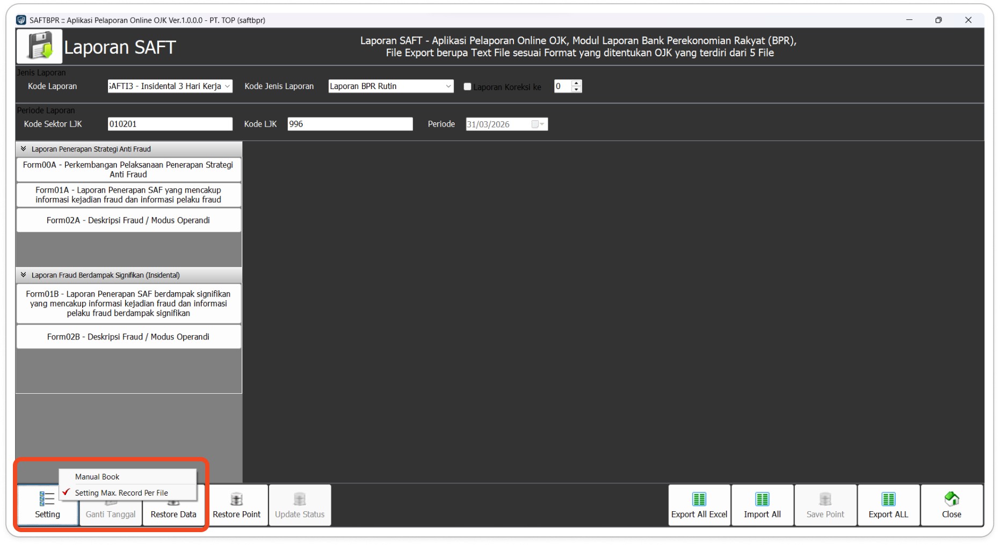 SAFTBPR :: Aplikasi Pelaporan Online OJK Ver.1.0.0.0 - PT. TOP (saftbpr)
Laporan SAFT
Laporan SAFT - Aplikasi Pelaporan Online OJK, Modul Laporan Bank Perekonomian Rakyat (BPR),
File Export berupa Text File sesuai Format yang ditentukan OJK yang terdiri dari 5 File
Jenis Laporan
Kode Laporan SAFTI3 - Insidental 3 Hari Kerja Kode Jenis Laporan Laporan BPR Rutin Laporan Koreksi ke 0
Periode Laporan
Kode Sektor LJK 010201 Kode LJK 996 Periode 31/03/2026
Laporan Penerapan Strategi Anti Fraud
Form00A - Perkembangan Pelaksanaan Penerapan Strategi
Anti Fraud
Form01A - Laporan Penerapan SAF yang mencakup
informasi kejadian fraud dan informasi pelaku fraud
Form02A - Deskripsi Fraud / Modus Operandi
Laporan Fraud Berdampak Signifikan (Insidental)
Form01B - Laporan Penerapan SAF berdampak signifikan
yang mencakup informasi kejadian fraud dan informasi
pelaku fraud berdampak signifikan
Form02B - Deskripsi Fraud / Modus Operandi
Manual Book
Setting Max. Record Per File
Setting Ganti Tanggal Restore Data Restore Point Update Status Export All Excel Import All Save Point Export ALL Close